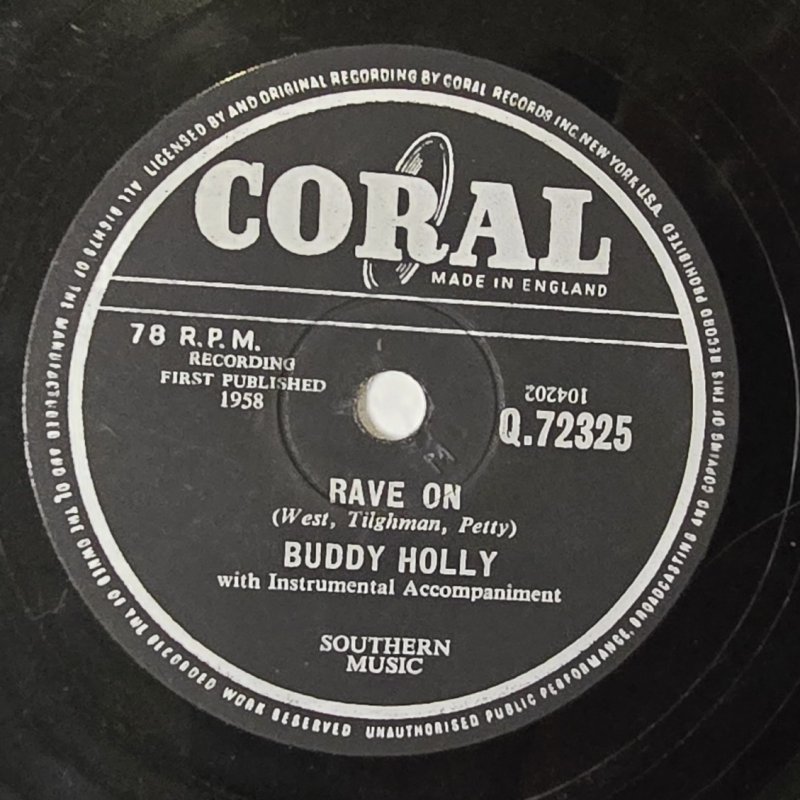 ALL RIGHTS OF THE MANUFACTURER AND OF THE OWNER OF THE RECORDED WORK RESERVED UNAUTHORISED PUBLIC PERFORMANCE, BROADCASTING AND COPYING OF THIS RECORD PROHIBITED
LICENSED BY AND ORIGINAL RECORDING BY CORAL RECORDS INC. NEW YORK U.S.A.
CORAL
MADE IN ENGLAND
78 R.P.M.
RECORDING
FIRST PUBLISHED
1958
104202
Q.72325
RAVE ON
(West, Tilghman, Petty)
BUDDY HOLLY
with Instrumental Accompaniment
SOUTHERN
MUSIC